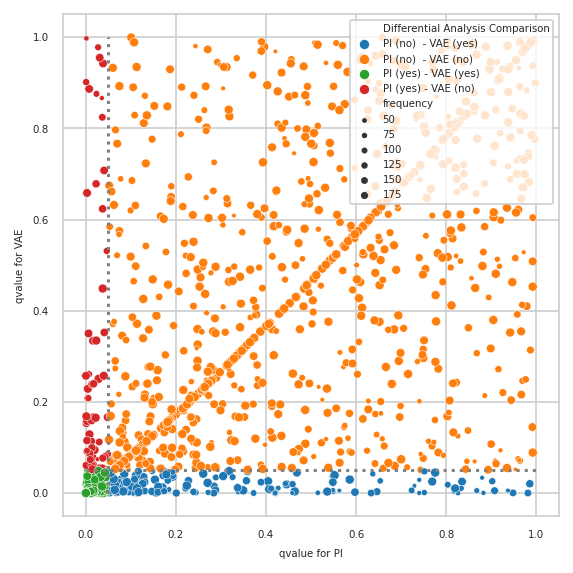 Differential Analysis Comparison
PI (no)  - VAE (yes)
PI (no)  - VAE (no)
PI (yes) - VAE (yes)
PI (yes) - VAE (no)
frequency
50
75
100
125
150
175
1.0
0.8
0.6
0.4
0.2
0.0
qvalue for VAE
0.0 0.2 0.4 0.6 0.8 1.0
qvalue for PI